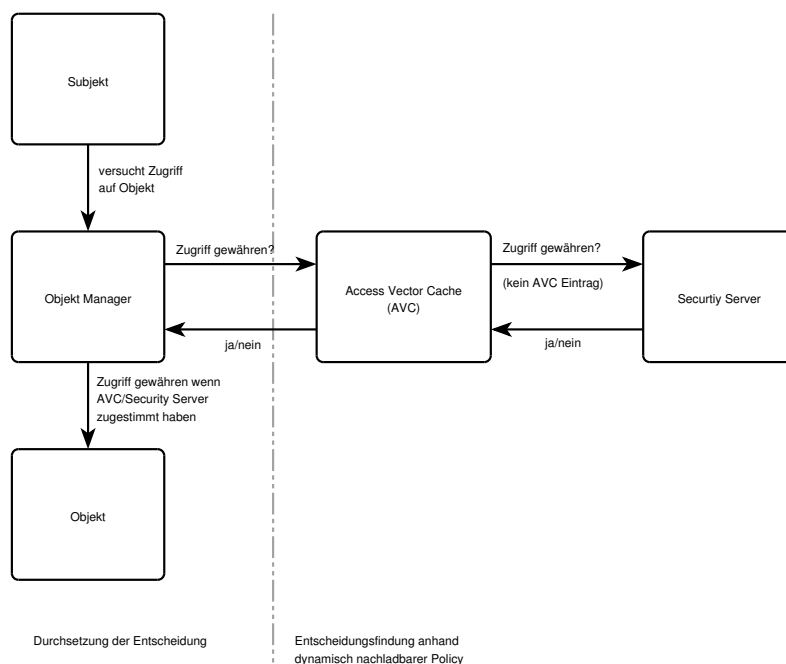 Subjekt
versucht Zugriff
auf Objekt
Objekt Manager
Zugriff gewähren?
Access Vector Cache
(AVC)
Zugriff gewähren?
(kein AVC Eintrag)
Securtiy Server
ja/nein
ja/nein
Zugriff gewähren wenn
AVC/Security Server
zugestimmt haben
Objekt
Durchsetzung der Entscheidung
Entscheidungsfindung anhand
dynamisch nachladbarer Policy